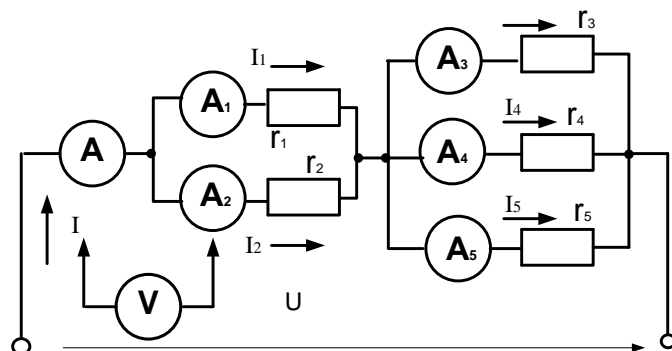 r₃
I₁
A₃
A₁
I₄
r₄
r₁
A
A₄
r₂
A₂
I₅
r₅
I
I₂
A₅
V
U